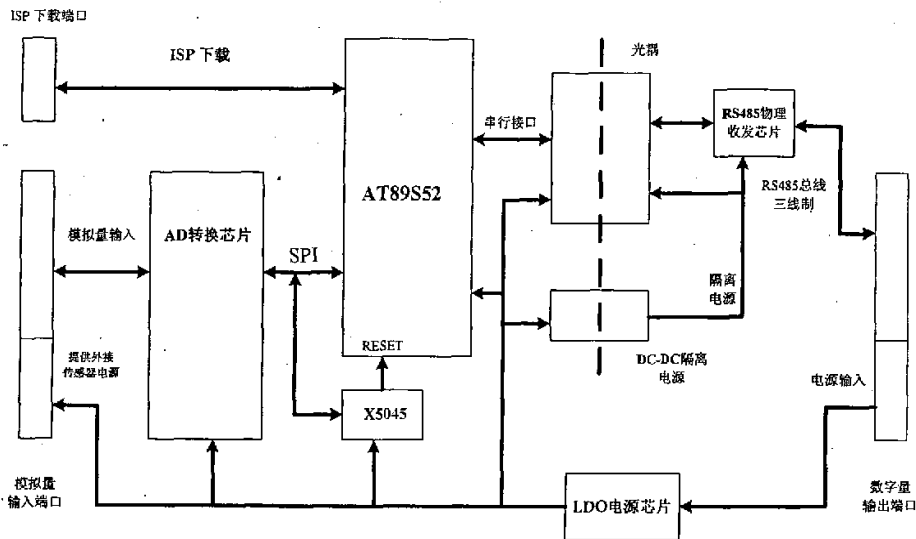 ISP 下载端口
ISP 下载
光耦
AT89S52
串行接口
RS485物理
收发芯片
RS485总线
三线制
模拟量输入
AD转换芯片
SPI
隔离
电源
提供外接
传感器电源
RESET
X5045
DC-DC隔离
电源
电源输入
模拟量
输入端口
LDO电源芯片
数字量
输出端口